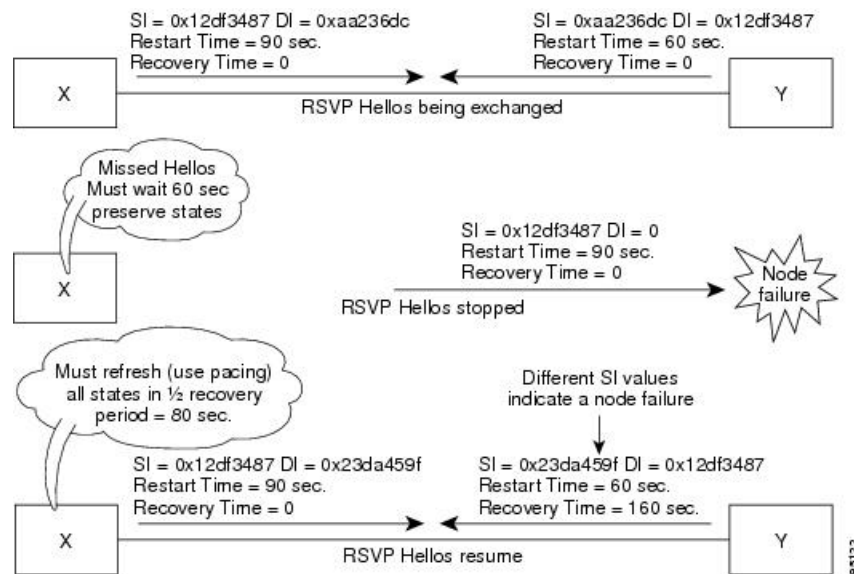 SI = 0x12df3487 DI = 0xaa236dc
Restart Time = 90 sec.
Recovery Time = 0
SI = 0xaa236dc DI = 0x12df3487
Restart Time = 60 sec.
Recovery Time = 0
X
Y
RSVP Hellos being exchanged
Missed Hellos
Must wait 60 sec
preserve states
X
SI = 0x12df3487 DI = 0
Restart Time = 90 sec.
Recovery Time = 0
RSVP Hellos stopped
Node
failure
Must refresh (use pacing)
all states in ½ recovery
period = 80 sec.
Different SI values
indicate a node failure
SI = 0x12df3487 DI = 0x23da459f
Restart Time = 90 sec.
Recovery Time = 0
SI = 0x23da459f DI = 0x12df3487
Restart Time = 60 sec.
Recovery Time = 160 sec.
X
Y
RSVP Hellos resume